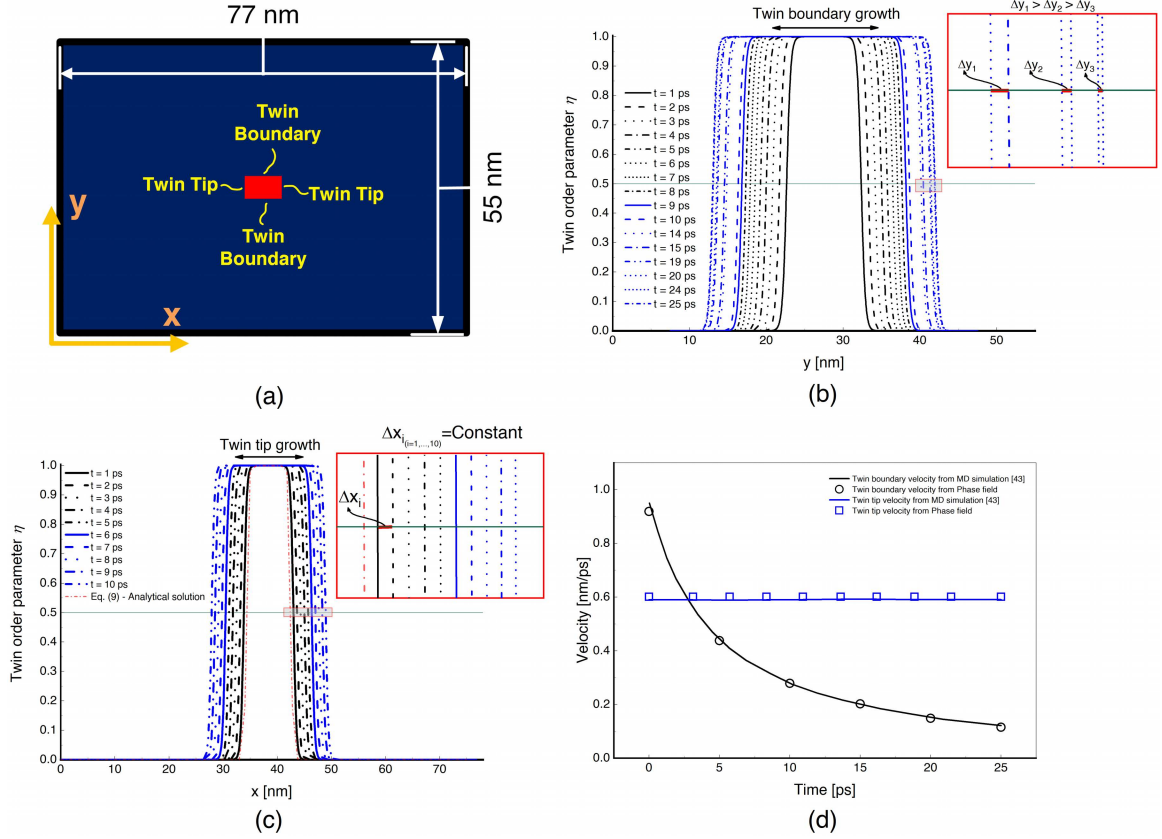 77 nm
Twin
Boundary
Twin Tip
Twin Tip
Twin
Boundary
y
x
55 nm
(a)
Twin boundary growth
Δy₁ > Δy₂ > Δy₃
Δy₁
Δy₂
Δy₃
Twin order parameter η
1.0
0.9
0.8
0.7
0.6
0.5
0.4
0.3
0.2
0.1
0.0
t = 1 ps
t = 2 ps
t = 3 ps
t = 4 ps
t = 5 ps
t = 6 ps
t = 7 ps
t = 8 ps
t = 9 ps
t = 10 ps
t = 14 ps
t = 15 ps
t = 19 ps
t = 20 ps
t = 24 ps
t = 25 ps
0 10 20 30 40 50
y [nm]
(b)
Twin tip growth
Δx_{i(i=1,...,10)}=Constant
Δx_i
Twin order parameter η
1.0
0.9
0.8
0.7
0.6
0.5
0.4
0.3
0.2
0.1
0.0
t = 1 ps
t = 2 ps
t = 3 ps
t = 4 ps
t = 5 ps
t = 6 ps
t = 7 ps
t = 8 ps
t = 9 ps
t = 10 ps
Eq. (9) - Analytical solution
0 10 20 30 40 50 60 70
x [nm]
(c)
Velocity [nm/ps]
1.0
0.8
0.6
0.4
0.2
0.0
Twin boundary velocity from MD simulation [43]
Twin boundary velocity from Phase field
Twin tip velocity from MD simulation [43]
Twin tip velocity from Phase field
0 5 10 15 20 25
Time [ps]
(d)